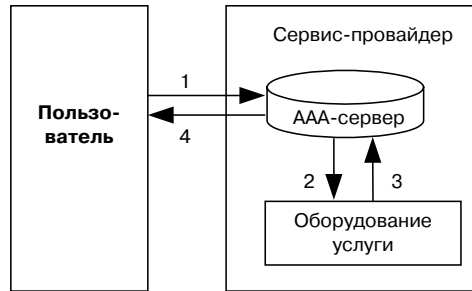 Сервис-провайдер
1
Пользо-
ватель
ААА-сервер
4
2
3
Оборудование
услуги